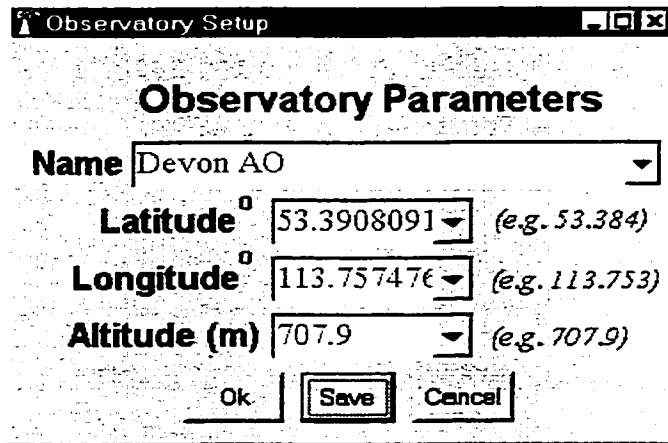 Observatory Setup
Observatory Parameters
Name Devon AO
Latitude° 53.3908091 (e.g. 53.384)
Longitude° 113.757476 (e.g. 113.753)
Altitude (m) 707.9 (e.g. 707.9)
Ok Save Cancel